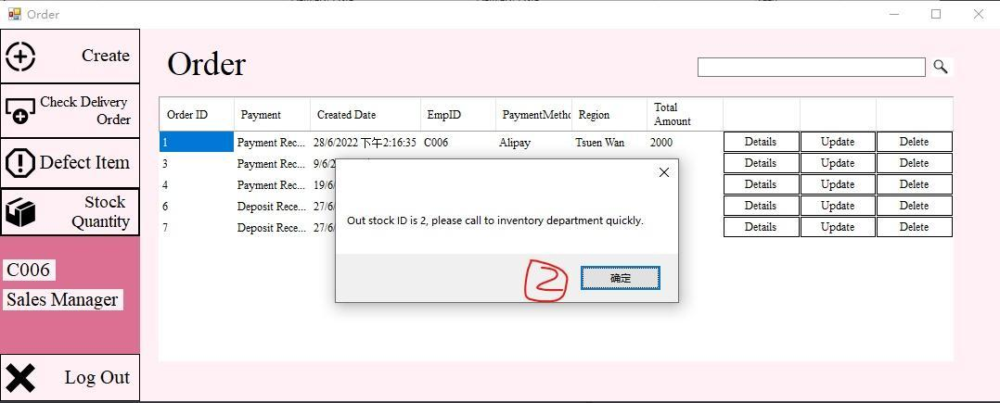 Order
Create
Check Delivery
Order
Defect Item
Stock
Quantity
C006
Sales Manager
Log Out
Order
Order ID Payment Created Date EmpID PaymentMetho Region Total
Amount
1 Payment Rec... 28/6/2022 下午2:16:35 C006 Alipay Tsuen Wan 2000 Details Update Delete
3 Payment Rec... 9/6/2 Details Update Delete
4 Payment Rec... 19/6/ Details Update Delete
6 Deposit Rece... 27/6/ Details Update Delete
7 Deposit Rece... 27/6/ Details Update Delete
Out stock ID is 2, please call to inventory department quickly.
2
确定